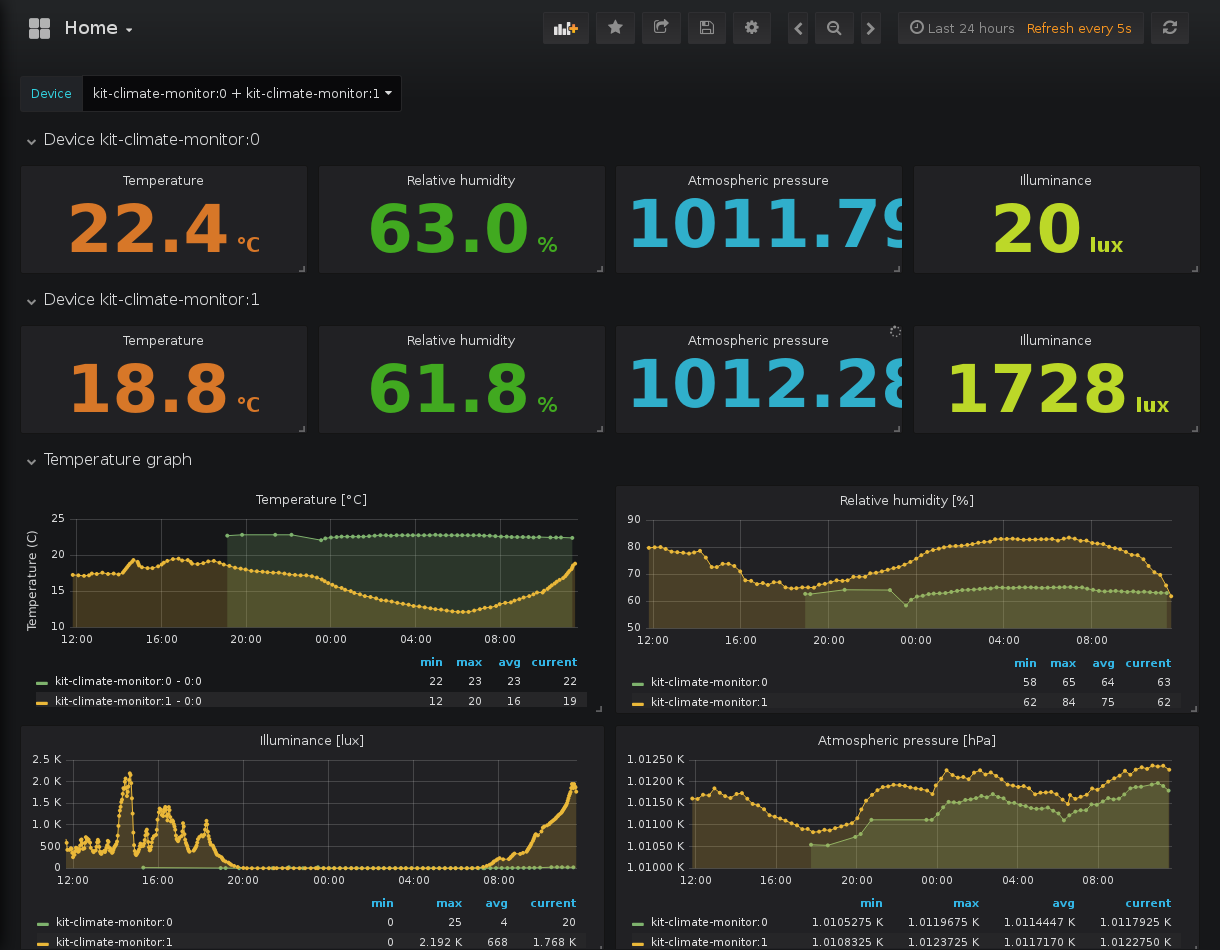 Home
Last 24 hours Refresh every 5s
Device kit-climate-monitor:0 + kit-climate-monitor:1
Device kit-climate-monitor:0
Temperature Relative humidity Atmospheric pressure Illuminance
22.4 °C 63.0 % 1011.79 20 lux
Device kit-climate-monitor:1
Temperature Relative humidity Atmospheric pressure Illuminance
18.8 °C 61.8 % 1012.28 1728 lux
Temperature graph
Temperature [°C]
Temperature (C)
25
20
15
10
12:00 16:00 20:00 00:00 04:00 08:00
min max avg current
kit-climate-monitor:0 - 0:0 22 23 23 22
kit-climate-monitor:1 - 0:0 12 20 16 19
Relative humidity [%]
90
80
70
60
50
12:00 16:00 20:00 00:00 04:00 08:00
min max avg current
kit-climate-monitor:0 58 65 64 63
kit-climate-monitor:1 62 84 75 62
Illuminance [lux]
2.5 K
2.0 K
1.5 K
1.0 K
500
0
12:00 16:00 20:00 00:00 04:00 08:00
min max avg current
kit-climate-monitor:0 0 25 4 20
kit-climate-monitor:1 0 2.192 K 668 1.768 K
Atmospheric pressure [hPa]
1.01250 K
1.01200 K
1.01150 K
1.01100 K
1.01050 K
1.01000 K
12:00 16:00 20:00 00:00 04:00 08:00
min max avg current
kit-climate-monitor:0 1.0105275 K 1.0119675 K 1.0114447 K 1.0117925 K
kit-climate-monitor:1 1.0108325 K 1.0123725 K 1.0117170 K 1.0122750 K